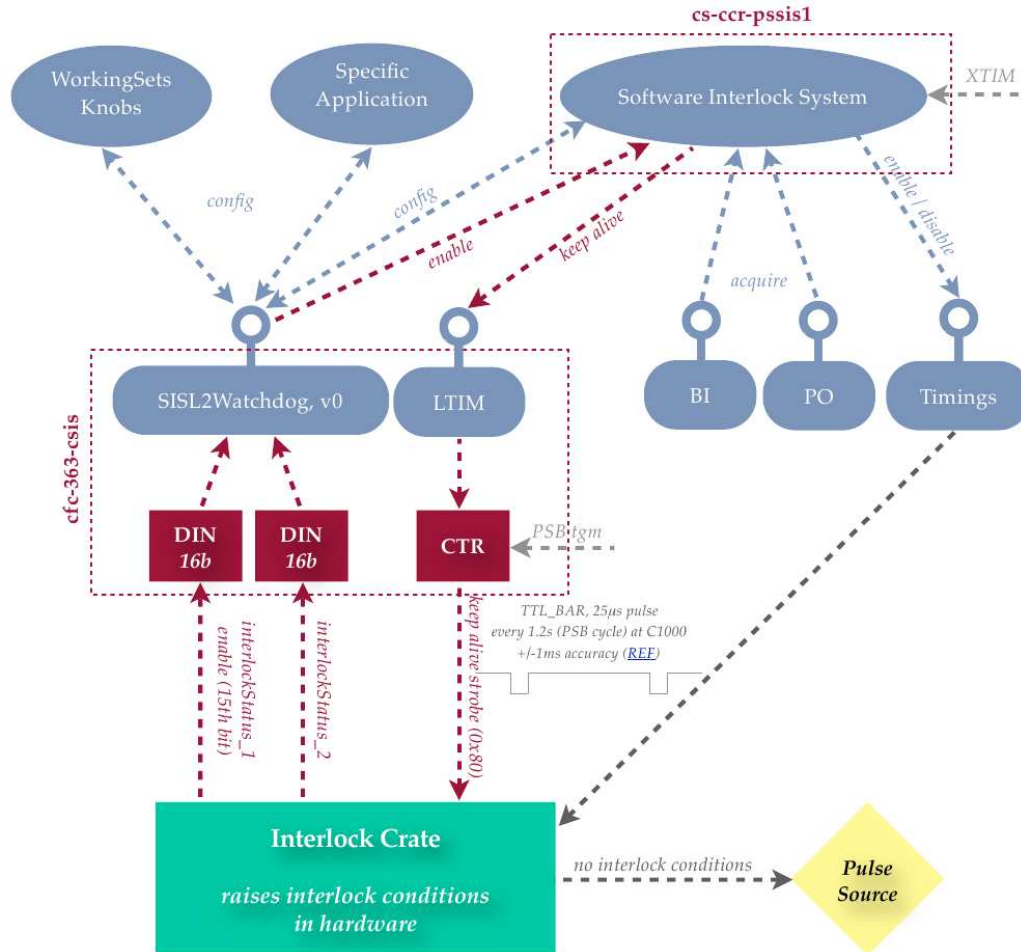 cs-ccr-pssis1
WorkingSets
Knobs
Specific
Application
Software Interlock System
XTIM
config
config
enable
keep alive
enable | disable
acquire
SISL2Watchdog, v0
LTIM
BI
PO
Timings
cfc-363-csis
DIN
16b
DIN
16b
CTR
PSB tgm
interlockStatus_1
enable (15th bit)
interlockStatus_2
keep alive strobe (0x80)
TTL_BAR, 25µs pulse
every 1.2s (PSB cycle) at C1000
+/-1ms accuracy (REF)
Interlock Crate
raises interlock conditions
in hardware
no interlock conditions
Pulse
Source